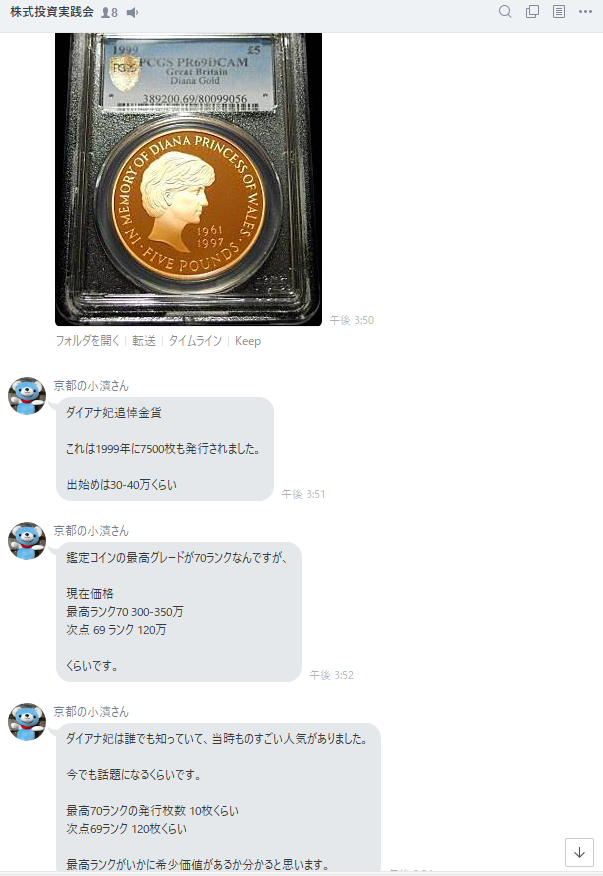 株式投資実践会 8
1999 £5
PCGS PR69DCAM
Great Britain
Diana Gold
389200.69/80099056
IN MEMORY OF DIANA PRINCESS OF WALES
1961
1997
FIVE POUNDS
午後 3:50
フォルダを開く | 転送 | タイムライン | Keep
京都の小濱さん
ダイアナ妃追悼金貨
これは1999年に7500枚も発行されました。
出始めは30-40万くらい
午後 3:51
京都の小濱さん
鑑定コインの最高グレードが70ランクなんですが、
現在価格
最高ランク70 300-350万
次点 69 ランク 120万
くらいです。
午後 3:52
京都の小濱さん
ダイアナ妃は誰でも知っていて、当時ものすごい人気がありました。
今でも話題になるくらいです。
最高70ランクの発行枚数 10枚くらい
次点69ランク 120枚くらい
最高ランクがいかに希少価値があるか分かると思います。